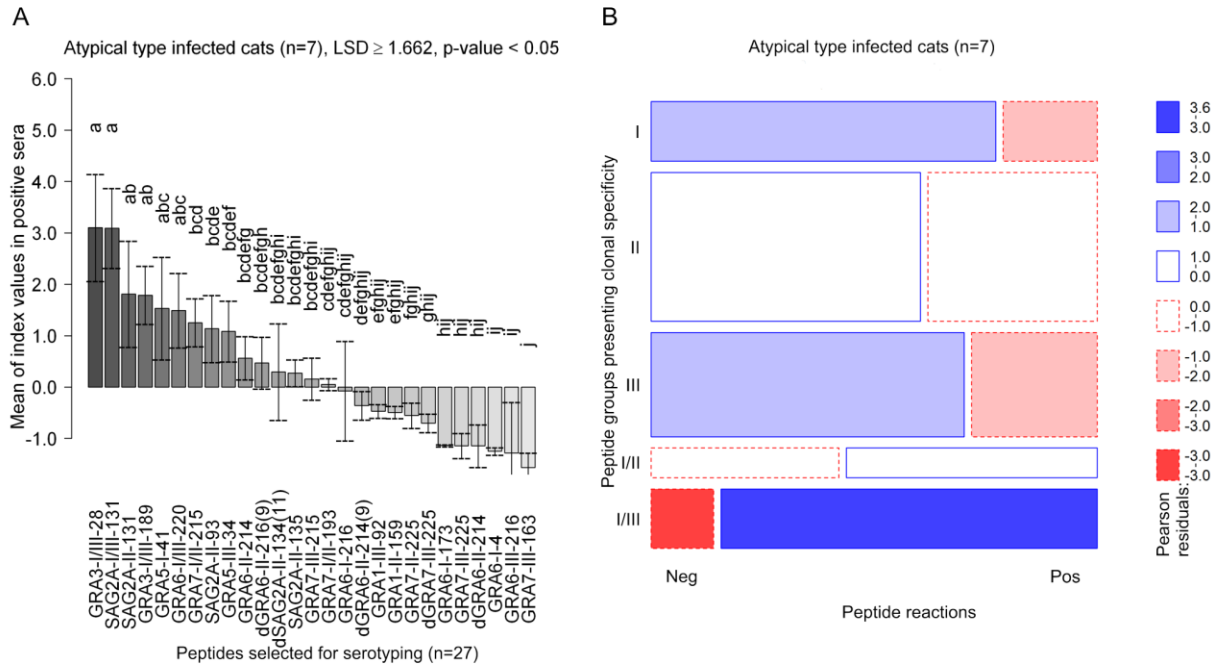 A
Atypical type infected cats (n=7), LSD ≥ 1.662, p-value < 0.05
Mean of index values in positive sera
6.0
5.0
4.0
3.0
2.0
1.0
0.0
-1.0
a
a
ab
ab
abc
abc
bcd
bcde
bcdef
bcdefg
bcdefgh
bcdefghi
bcdefghi
bcdefghi
cdefghij
cdefghij
defghij
efghij
efghij
fghij
ghij
hij
hij
hij
ij
ij
j
GRA3-I/III-28
SAG2A-I/III-131
SAG2A-II-131
GRA3-I/III-189
GRA5-I-41
GRA6-I/III-220
GRA7-I/II-215
SAG2A-II-93
GRA5-III-34
GRA6-II-214
dGRA6-II-216(9)
dSAG2A-II-134(11)
SAG2A-II-135
GRA7-III-215
GRA7-I/II-193
GRA6-I-216
dGRA6-II-214(9)
GRA1-III-92
GRA1-II-159
GRA7-II-225
dGRA7-III-225
GRA6-I-173
GRA7-III-225
dGRA6-II-214
GRA6-I-4
GRA6-III-216
GRA7-III-163
Peptides selected for serotyping (n=27)
B
Atypical type infected cats (n=7)
Peptide groups presenting clonal specificity
I
II
III
I/II
I/III
Neg
Pos
Peptide reactions
3.6
3.0
3.0
2.0
2.0
1.0
1.0
0.0
0.0
-1.0
-1.0
-2.0
-2.0
-3.0
-3.0
-3.0
Pearson
residuals: